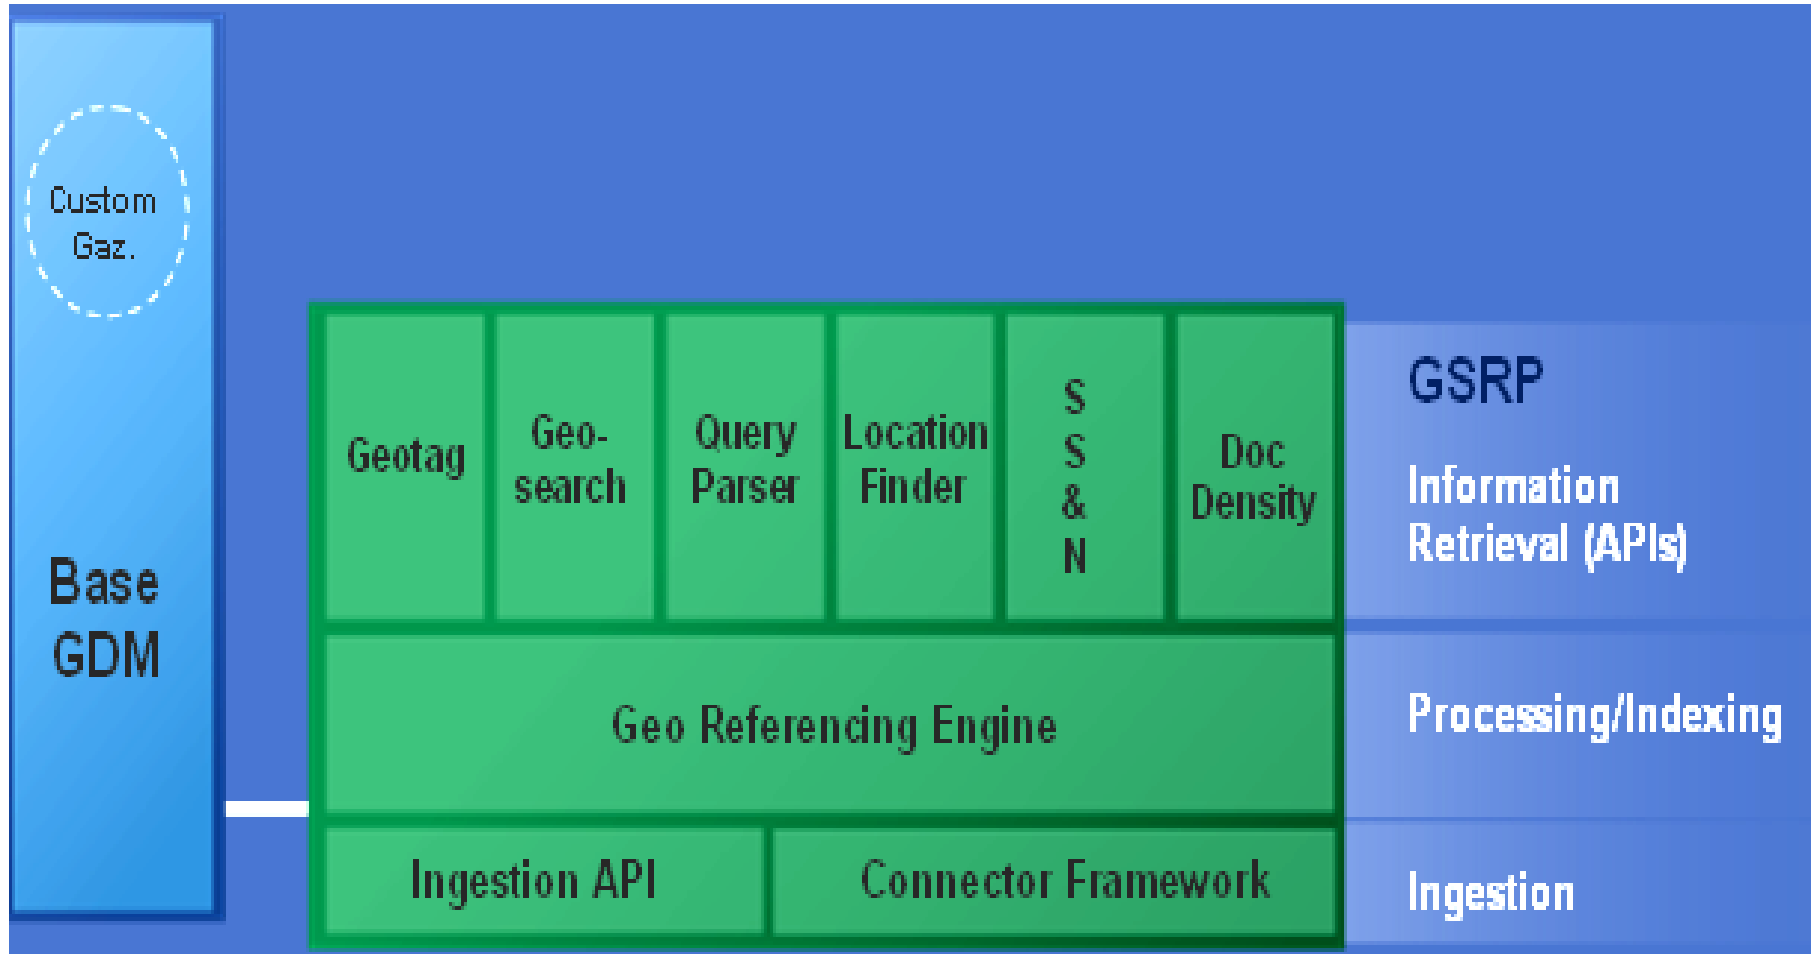 Custom
Gaz.
Base
GDM
Geotag
Geo-
search
Query
Parser
Location
Finder
S
S
&
N
Doc
Density
GSRP
Information
Retrieval (APIs)
Geo Referencing Engine
Processing/Indexing
Ingestion API
Connector Framework
Ingestion